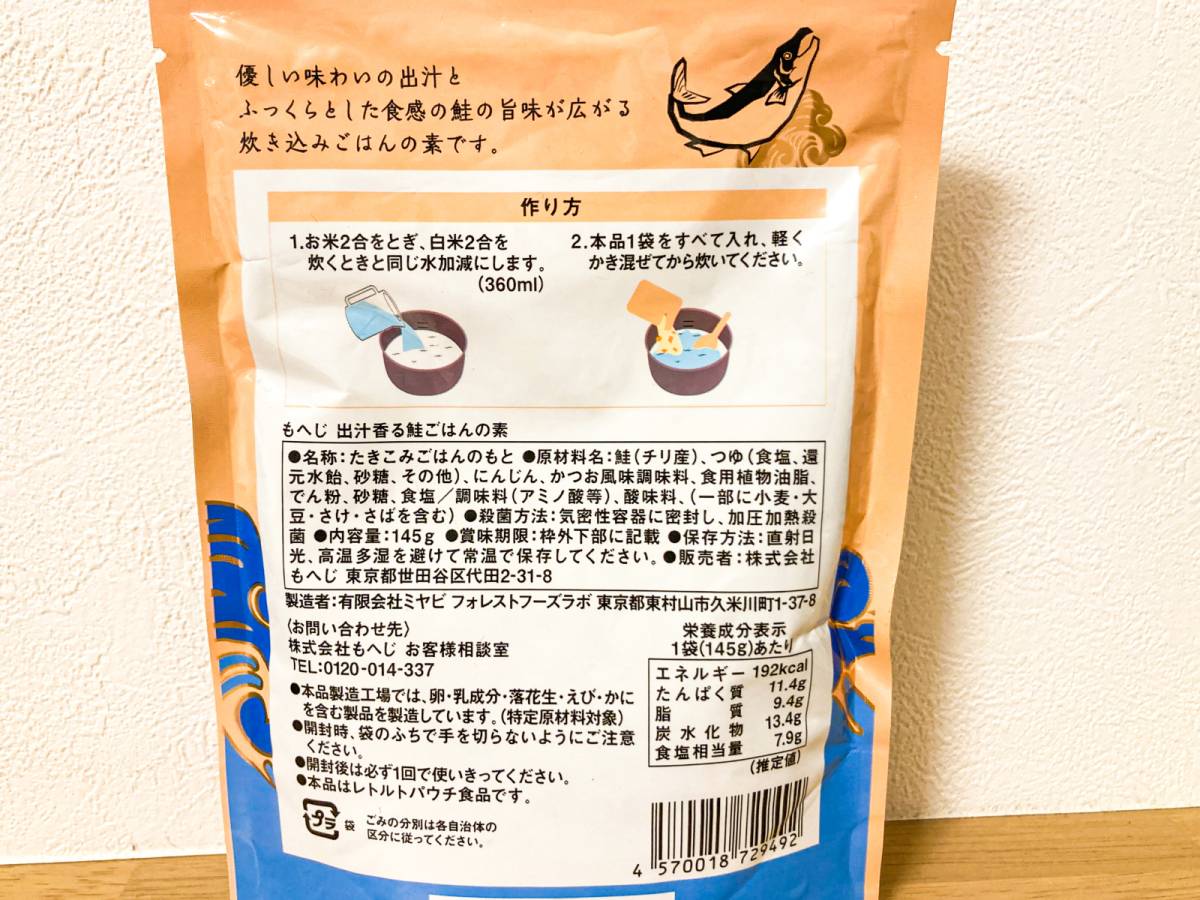 優しい味わいの出汁と
ふっくらとした食感の鮭の旨味が広がる
炊き込みごはんの素です。
作り方
1.お米2合をとぎ、白米2合を
炊くときと同じ水加減にします。
(360ml)
2.本品1袋をすべて入れ、軽く
かき混ぜてから炊いてください。
もへじ 出汁香る鮭ごはんの素
●名称：たきこみごはんのもと ●原材料名：鮭(チリ産)、つゆ(食塩、還
元水飴、砂糖、その他)、にんじん、かつお風味調味料、食用植物油脂、
でん粉、砂糖、食塩／調味料(アミノ酸等)、酸味料、(一部に小麦・大
豆・さけ・さばを含む) ●殺菌方法：気密性容器に密封し、加圧加熱殺
菌 ●内容量：145g ●賞味期限：枠外下部に記載 ●保存方法：直射日
光、高温多湿を避けて常温で保存してください。●販売者：株式会社
もへじ 東京都世田谷区代田2-31-8
製造者：有限会社ミヤビ フォレストフーズラボ 東京都東村山市久米川町1-37-8
〈お問い合わせ先〉
株式会社もへじ お客様相談室
TEL：0120-014-337
●本品製造工場では、卵・乳成分・落花生・えび・かに
を含む製品を製造しています。(特定原材料対象)
●開封時、袋のふちで手を切らないようにご注意
ください。
●開封後は必ず1回で使いきってください。
●本品はレトルトパウチ食品です。
プラ 袋 ごみの分別は各自治体の
区分に従ってください。
栄養成分表示
1袋(145g)あたり
エネルギー 192kcal
たんぱく質 11.4g
脂質 9.4g
炭水化物 13.4g
食塩相当量 7.9g
(推定値)
4 570018 729492